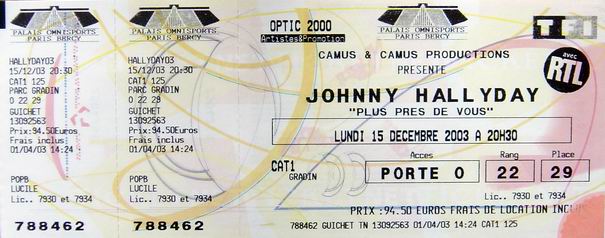 PALAIS OMNISPORTS
PARIS BERCY
HALLYDAY03
15/12/03 20:30
CAT1 125
PARC GRADIN
O 22 29
GUICHET
13092563
Prix:94.50Euros
Frais inclus
01/04/03 14:24
POPB
LUCILE
Lic.. 7930 et 7934
788462
PALAIS OMNISPORTS
PARIS BERCY
HALLYDAY03
15/12/03 20:30
CAT1 125
PARC GRADIN
O 22 29
GUICHET
13092563
Prix:94.50Euros
Frais inclus
01/04/03 14:24
POPB
LUCILE
Lic.. 7930 et 7934
788462
OPTIC 2000
Artistes&Promotion
PALAIS OMNISPORTS
PARIS BERCY
CAMUS & CAMUS PRODUCTIONS
PRESENTE
avec
RTL
JOHNNY HALLYDAY
"PLUS PRES DE VOUS"
LUNDI 15 DECEMBRE 2003 A 20H30
CAT1
GRADIN
Acces Rang Place
PORTE O 22 29
Lic.. 7930 et 7934
PRIX :94.50 EUROS FRAIS DE LOCATION INCLUS
788462 GUICHET TN 13092563 01/04/03 14:24 CAT1 125